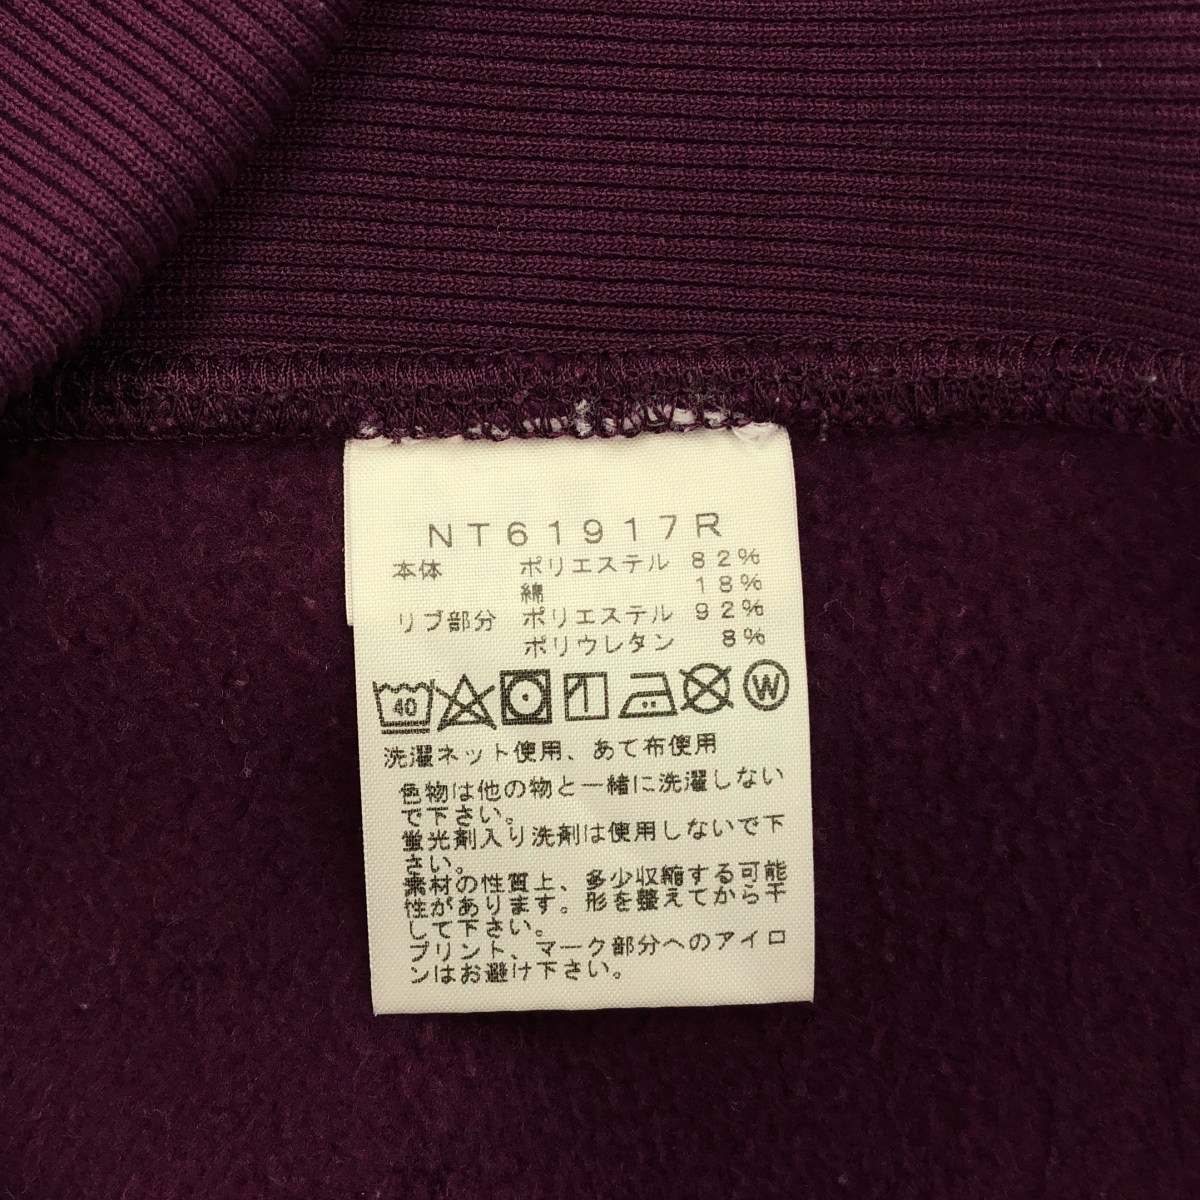 NT61917R
本体 ポリエステル 82%
綿 18%
リブ部分 ポリエステル 92%
ポリウレタン 8%
40 W
洗濯ネット使用、あて布使用
色物は他の物と一緒に洗濯しない
で下さい。
蛍光剤入り洗剤は使用しないで下
さい。
素材の性質上、多少収縮する可能
性があります。形を整えてから干
して下さい。
プリント、マーク部分へのアイロ
ンはお避け下さい。